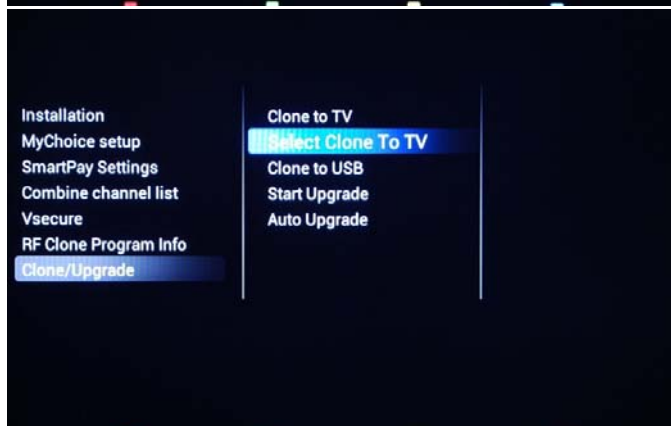 Installation
MyChoice setup
SmartPay Settings
Combine channel list
Vsecure
RF Clone Program Info
Clone/Upgrade
Clone to TV
Select Clone To TV
Clone to USB
Start Upgrade
Auto Upgrade